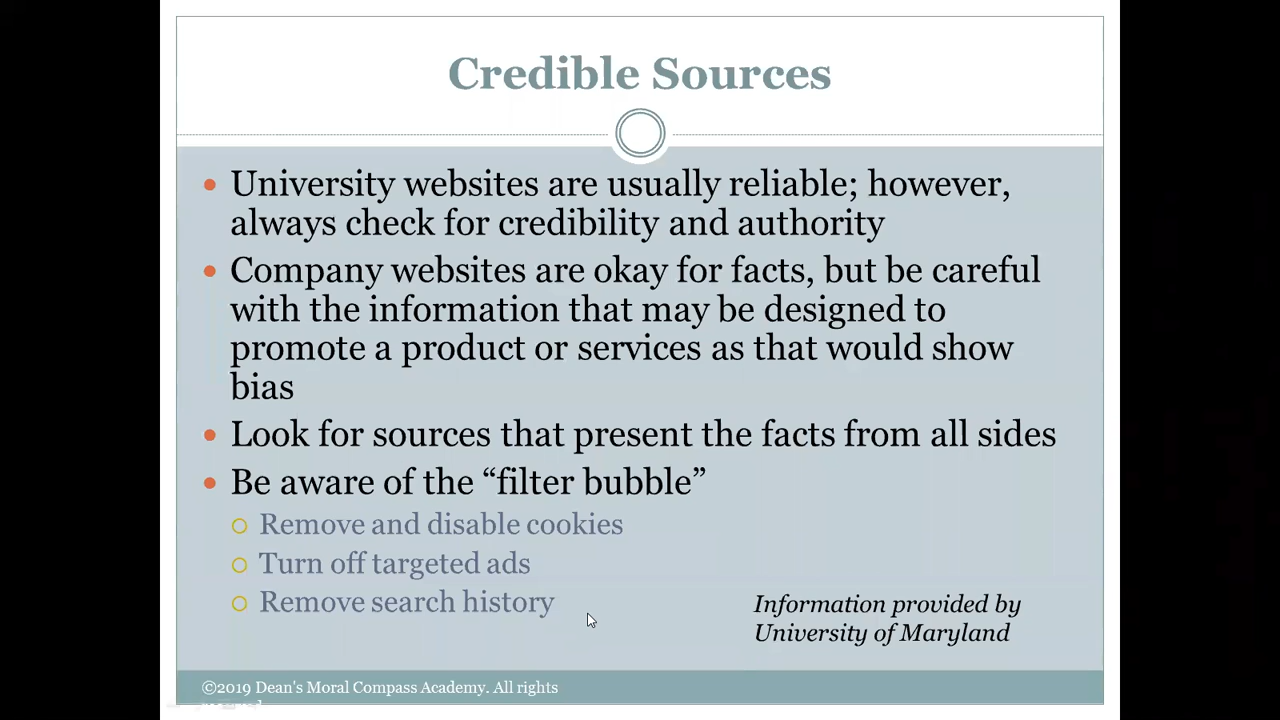 Credible Sources
University websites are usually reliable; however,
always check for credibility and authority
Company websites are okay for facts, but be careful
with the information that may be designed to
promote a product or services as that would show
bias
Look for sources that present the facts from all sides
Be aware of the “filter bubble”
Remove and disable cookies
Turn off targeted ads
Remove search history
Information provided by
University of Maryland
©2019 Dean's Moral Compass Academy. All rights